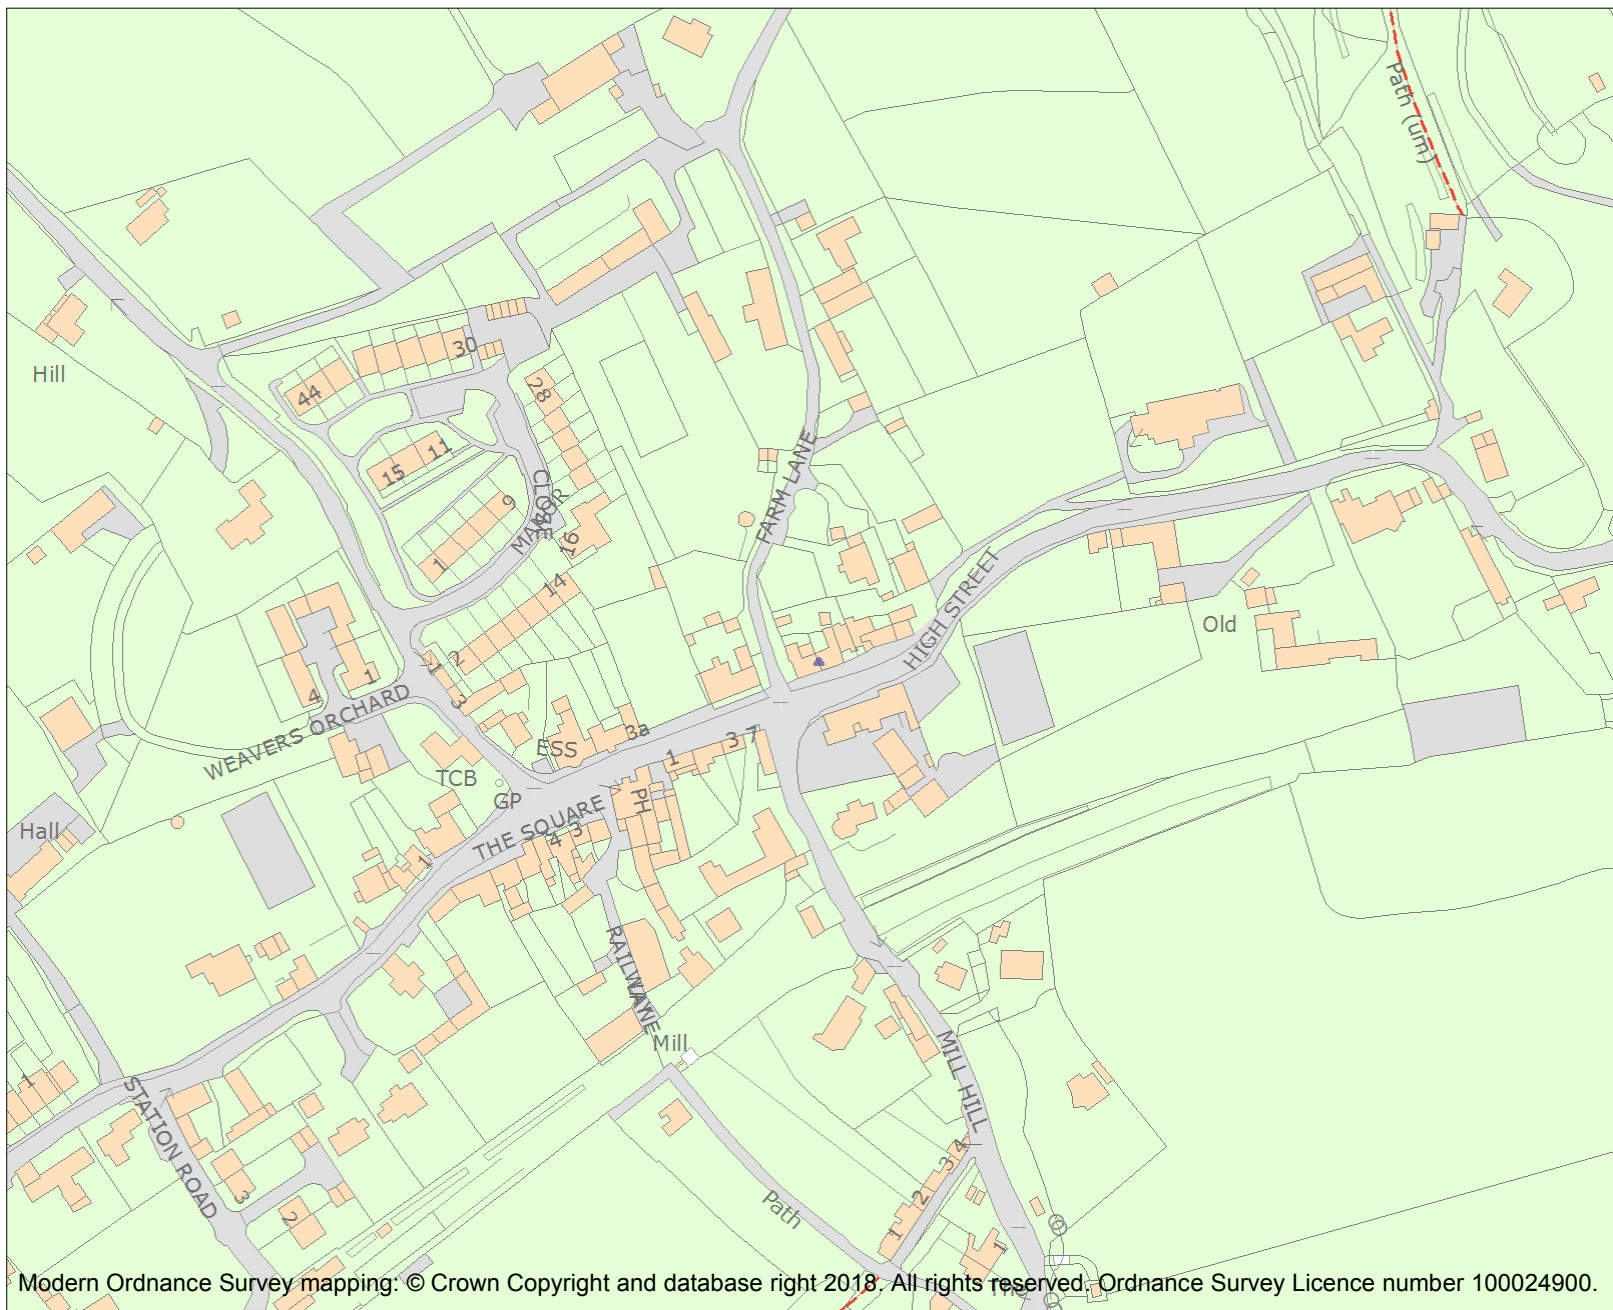 Path (um)
Hill
30
44
28
15
11
9
1
MANOR
CLOSE
16
14
FARM LANE
HIGH STREET
Old
1
2
3
4
1
WEAVERS ORCHARD
ESS
3a
3 7
1
TCB
GP
PH
THE SQUARE
4
3
1
Hall
RAILWAY
LANE
Mill
MILL HILL
1
STATION ROAD
3
2
Path
4
3
2
1
1
Modern Ordnance Survey mapping: © Crown Copyright and database right 2018. All rights reserved. Ordnance Survey Licence number 100024900.